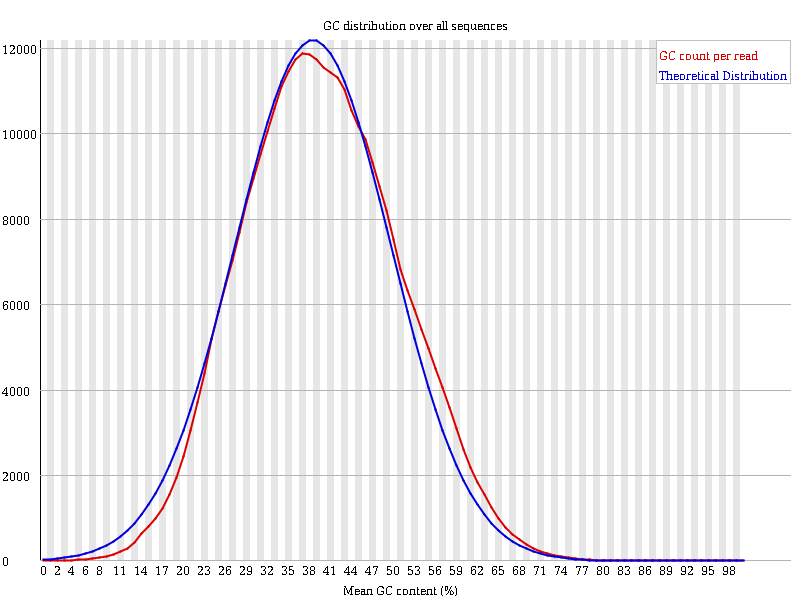 GC distribution over all sequences
GC count per read
Theoretical Distribution
12000
10000
8000
6000
4000
2000
0
0 2 4 6 8 11 14 17 20 23 26 29 32 35 38 41 44 47 50 53 56 59 62 65 68 71 74 77 80 83 86 89 92 95 98
Mean GC content (%)